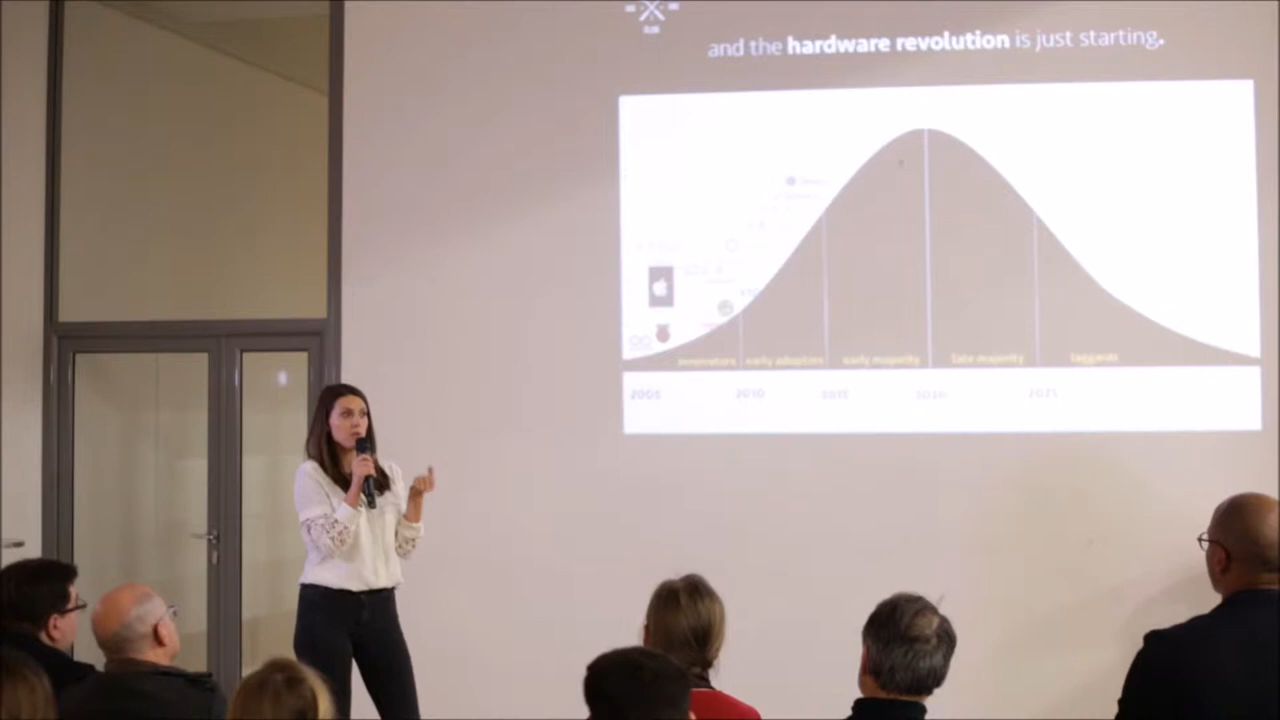 and the hardware revolution is just starting.
innovators early adopters early majority late majority laggards
2005 2010 2015 2020 2025